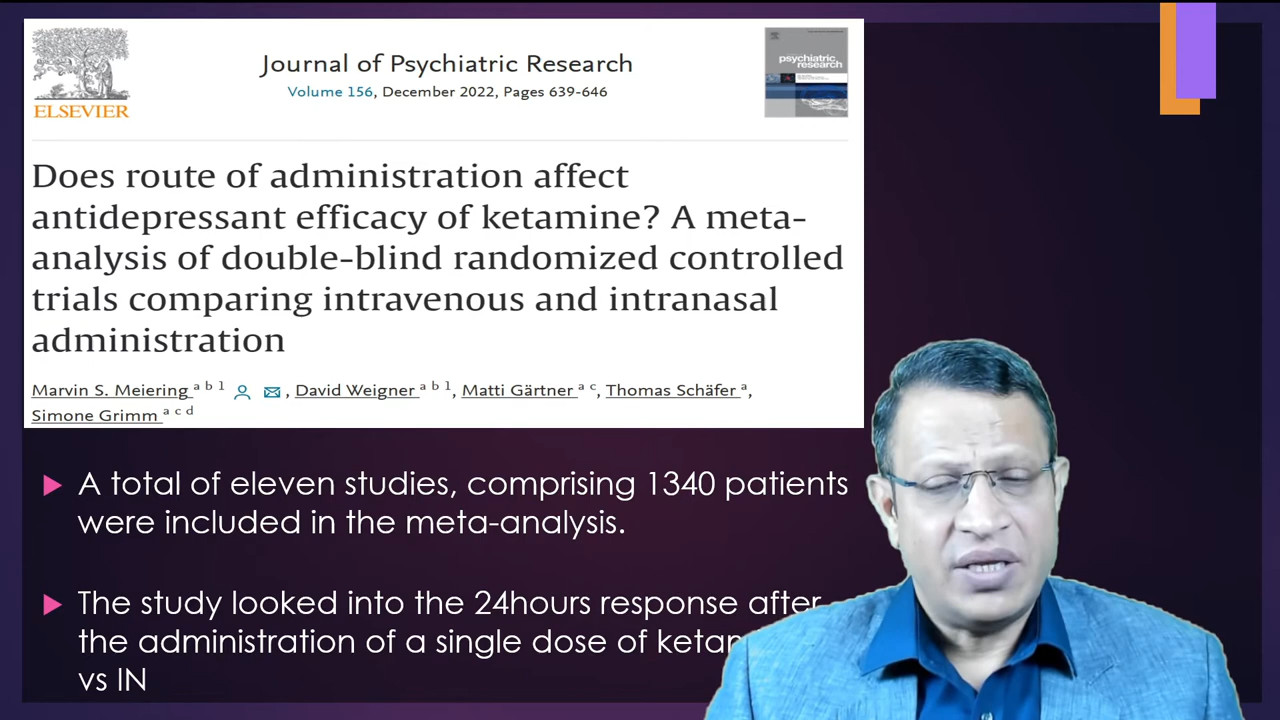 Journal of Psychiatric Research
Volume 156, December 2022, Pages 639-646
psychiatric
research
ELSEVIER
Does route of administration affect
antidepressant efficacy of ketamine? A meta-
analysis of double-blind randomized controlled
trials comparing intravenous and intranasal
administration
Marvin S. Meiering a b 1, David Weigner a b 1, Matti Gärtner a c, Thomas Schäfer a,
Simone Grimm a c d
A total of eleven studies, comprising 1340 patients
were included in the meta-analysis.
The study looked into the 24hours response after
the administration of a single dose of
vs IN